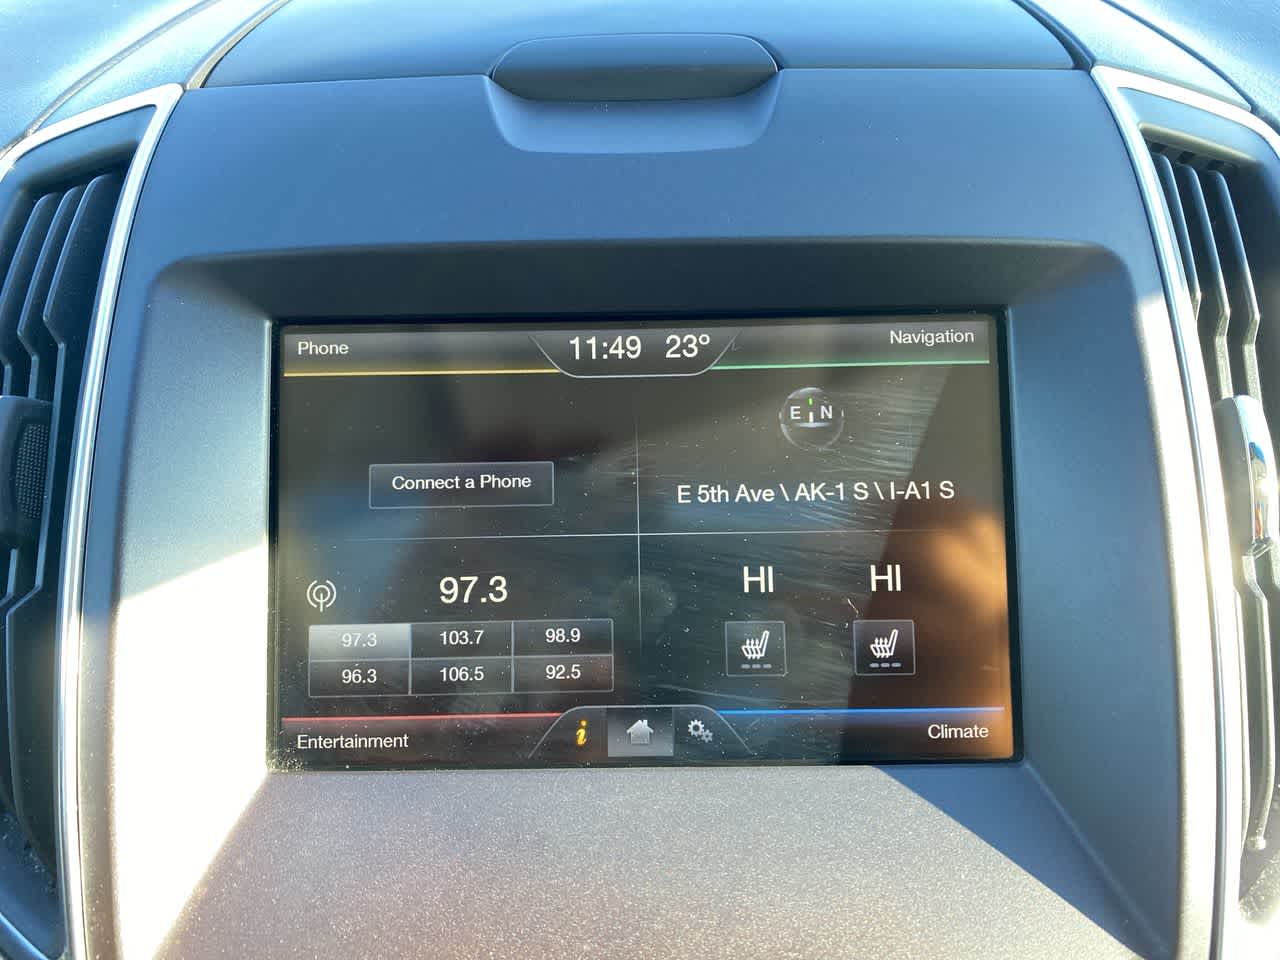 Phone
11:49 23°
Navigation
E N
Connect a Phone
E 5th Ave \ AK-1 S \ I-A1 S
97.3
97.3 103.7 98.9
96.3 106.5 92.5
HI HI
Entertainment
i
Climate